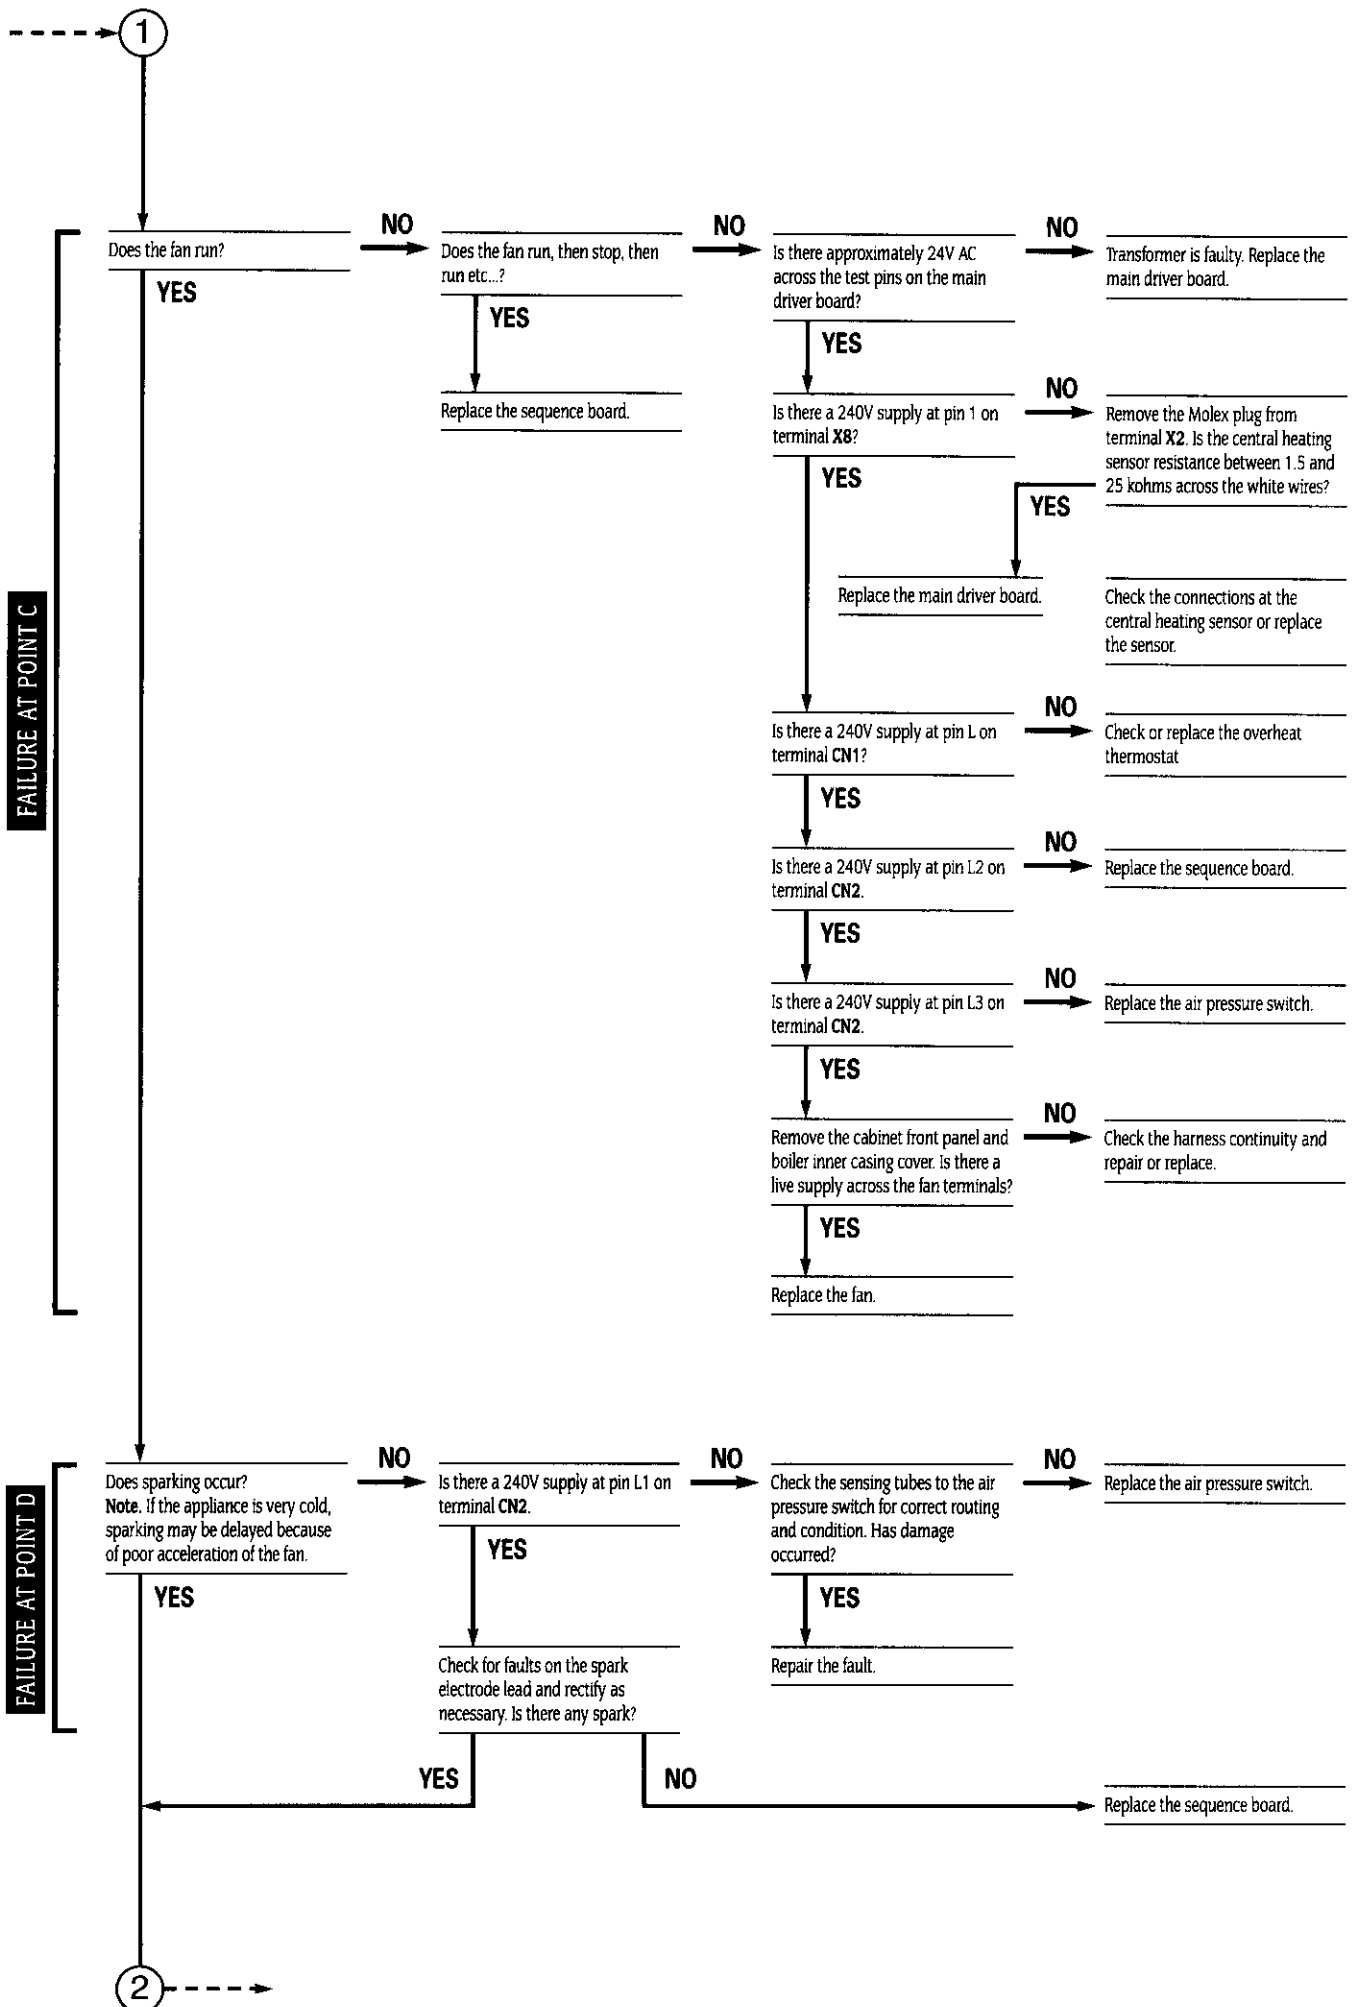 1
FAILURE AT POINT C
Does the fan run?
NO
YES
Does the fan run, then stop, then
run etc...?
NO
YES
Replace the sequence board.
Is there approximately 24V AC
across the test pins on the main
driver board?
NO
YES
Transformer is faulty. Replace the
main driver board.
Is there a 240V supply at pin 1 on
terminal X8?
NO
YES
Remove the Molex plug from
terminal X2. Is the central heating
sensor resistance between 1.5 and
25 kohms across the white wires?
YES
Replace the main driver board.
Check the connections at the
central heating sensor or replace
the sensor.
Is there a 240V supply at pin L on
terminal CN1?
NO
YES
Check or replace the overheat
thermostat
Is there a 240V supply at pin L2 on
terminal CN2.
NO
YES
Replace the sequence board.
Is there a 240V supply at pin L3 on
terminal CN2.
NO
YES
Replace the air pressure switch.
Remove the cabinet front panel and
boiler inner casing cover. Is there a
live supply across the fan terminals?
NO
YES
Check the harness continuity and
repair or replace.
Replace the fan.
FAILURE AT POINT D
Does sparking occur?
Note. If the appliance is very cold,
sparking may be delayed because
of poor acceleration of the fan.
NO
YES
Is there a 240V supply at pin L1 on
terminal CN2.
NO
YES
Check the sensing tubes to the air
pressure switch for correct routing
and condition. Has damage
occurred?
NO
YES
Replace the air pressure switch.
Check for faults on the spark
electrode lead and rectify as
necessary. Is there any spark?
Repair the fault.
YES
NO
Replace the sequence board.
2